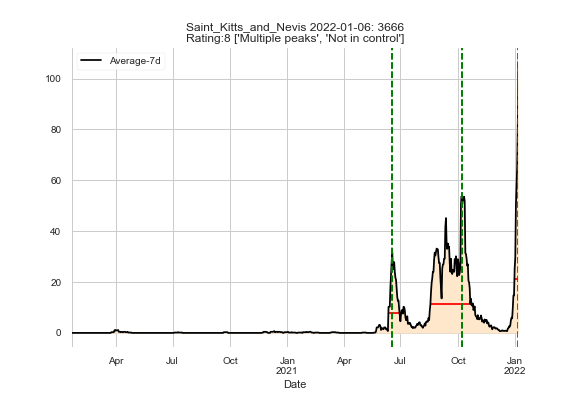 Saint_Kitts_and_Nevis 2022-01-06: 3666
Rating:8 ['Multiple peaks', 'Not in control']
Average-7d
100
80
60
40
20
0
Apr
Jul
Oct
Jan
2021
Apr
Jul
Oct
Jan
2022
Date